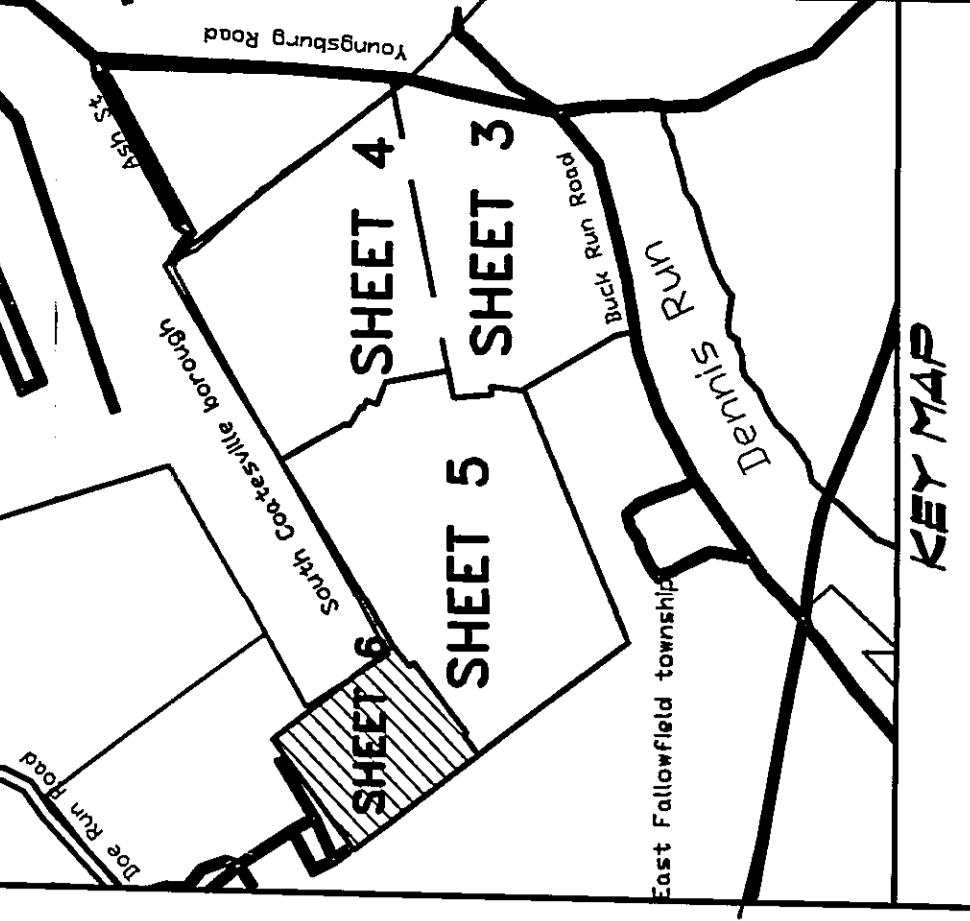 Youngsburg Road
Ash St.
SHEET 4
SHEET 3
Buck Run Road
Dennis Run
South Coatesville borough
SHEET 5
SHEET 6
East Fallowfield township
Doe Run Road
KEY MAP